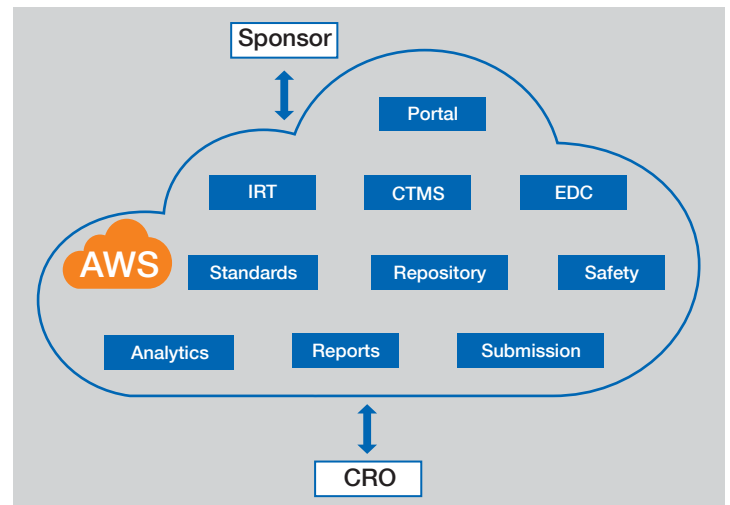 Sponsor
Portal
IRT
CTMS
EDC
AWS
Standards
Repository
Safety
Analytics
Reports
Submission
CRO